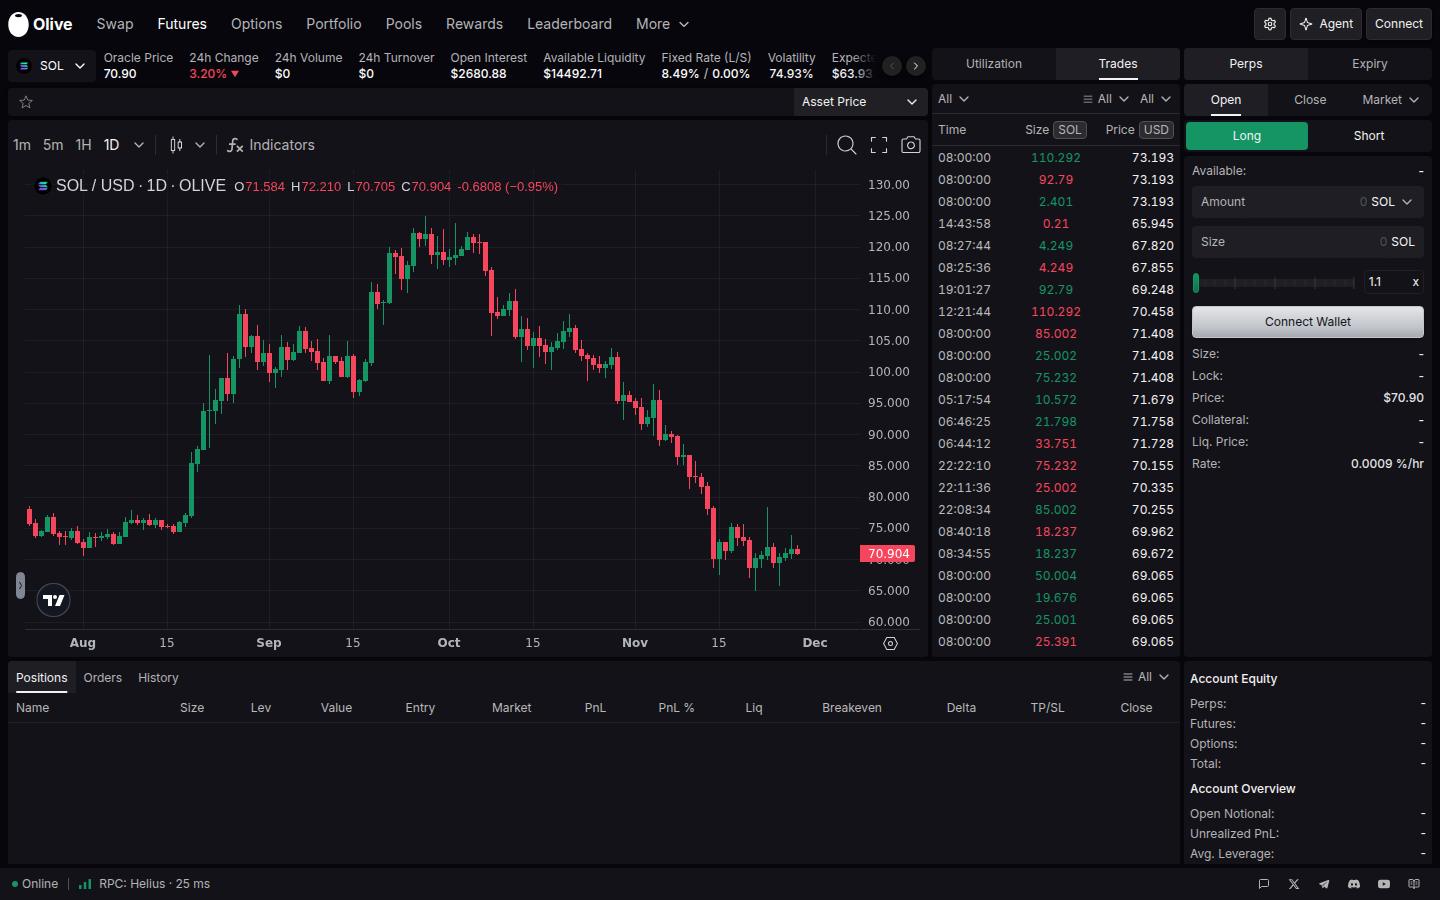 Olive Swap Futures Options Portfolio Pools Rewards Leaderboard More Agent Connect
SOL
Oracle Price 70.90
24h Change 3.20%
24h Volume $0
24h Turnover $0
Open Interest $2680.88
Available Liquidity $14492.71
Fixed Rate (L/S) 8.49% / 0.00%
Volatility 74.93%
Expecte $63.93
Asset Price
1m 5m 1H 1D Indicators
SOL / USD · 1D · OLIVE O71.584 H72.210 L70.705 C70.904 -0.6808 (−0.95%)
130.00
125.00
120.00
115.00
110.00
105.00
100.00
95.000
90.000
85.000
80.000
75.000
70.904
65.000
60.000
Aug 15 Sep 15 Oct 15 Nov 15 Dec
Utilization Trades
All All All
Time Size SOL Price USD
08:00:00 110.292 73.193
08:00:00 92.79 73.193
08:00:00 2.401 73.193
14:43:58 0.21 65.945
08:27:44 4.249 67.820
08:25:36 4.249 67.855
19:01:27 92.79 69.248
12:21:44 110.292 70.458
08:00:00 85.002 71.408
08:00:00 25.002 71.408
08:00:00 75.232 71.408
05:17:54 10.572 71.679
06:46:25 21.798 71.758
06:44:12 33.751 71.728
22:22:10 75.232 70.155
22:11:36 25.002 70.335
22:08:34 85.002 70.255
08:40:18 18.237 69.962
08:34:55 18.237 69.672
08:00:00 50.004 69.065
08:00:00 19.676 69.065
08:00:00 25.001 69.065
08:00:00 25.391 69.065
Perps Expiry
Open Close Market
Long Short
Available: -
Amount 0 SOL
Size 0 SOL
1.1 x
Connect Wallet
Size: -
Lock: -
Price: $70.90
Collateral: -
Liq. Price: -
Rate: 0.0009 %/hr
Positions Orders History All
Name Size Lev Value Entry Market PnL PnL % Liq Breakeven Delta TP/SL Close
Account Equity
Perps: -
Futures: -
Options: -
Total: -
Account Overview
Open Notional: -
Unrealized PnL: -
Avg. Leverage: -
Online RPC: Helius · 25 ms